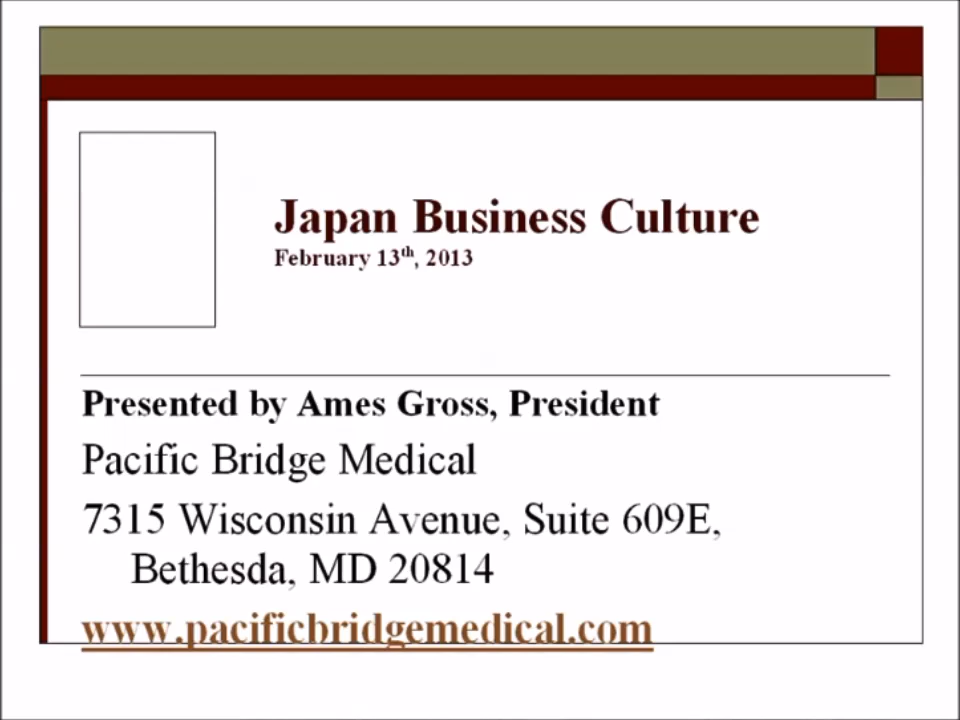 Japan Business Culture
February 13th, 2013
Presented by Ames Gross, President
Pacific Bridge Medical
7315 Wisconsin Avenue, Suite 609E,
Bethesda, MD 20814
www.pacificbridgemedical.com